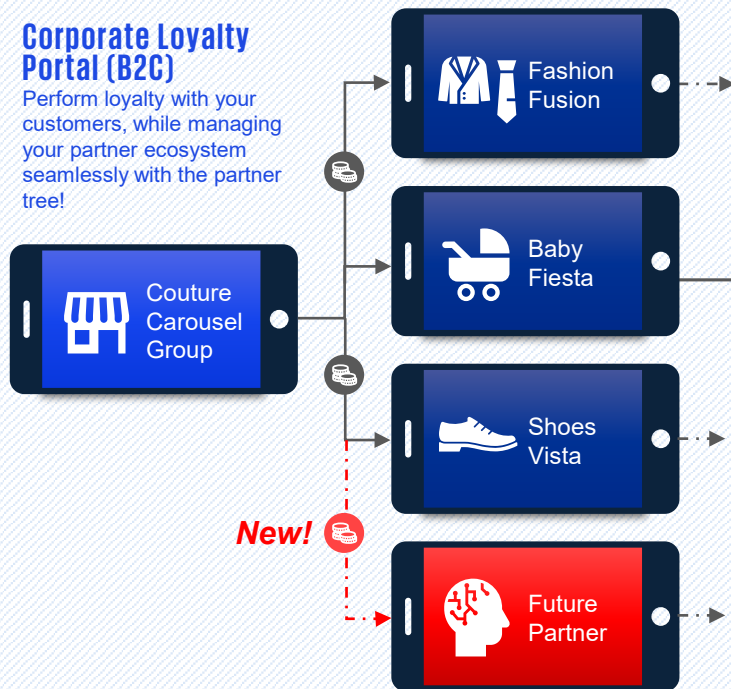 Corporate Loyalty
Portal (B2C)
Perform loyalty with your
customers, while managing
your partner ecosystem
seamlessly with the partner
tree!
Couture
Carousel
Group
Fashion
Fusion
Baby
Fiesta
Shoes
Vista
New!
Future
Partner